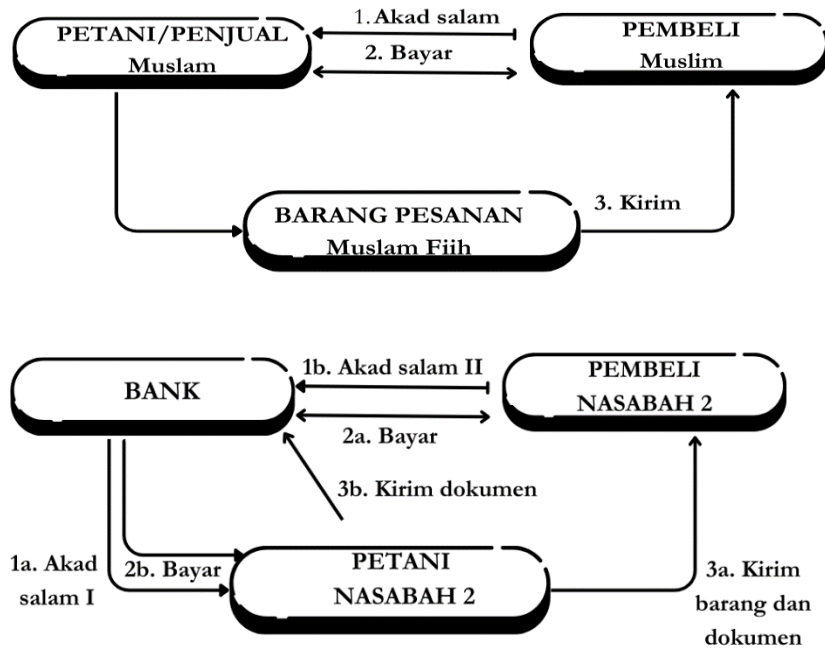 PETANI/PENJUAL
Muslam
1. Akad salam
2. Bayar
PEMBELI
Muslim
BARANG PESANAN
Muslam Fiih
3. Kirim
BANK
1b. Akad salam II
2a. Bayar
PEMBELI
NASABAH 2
3b. Kirim dokumen
1a. Akad
salam I
2b. Bayar
PETANI
NASABAH 2
3a. Kirim
barang dan
dokumen